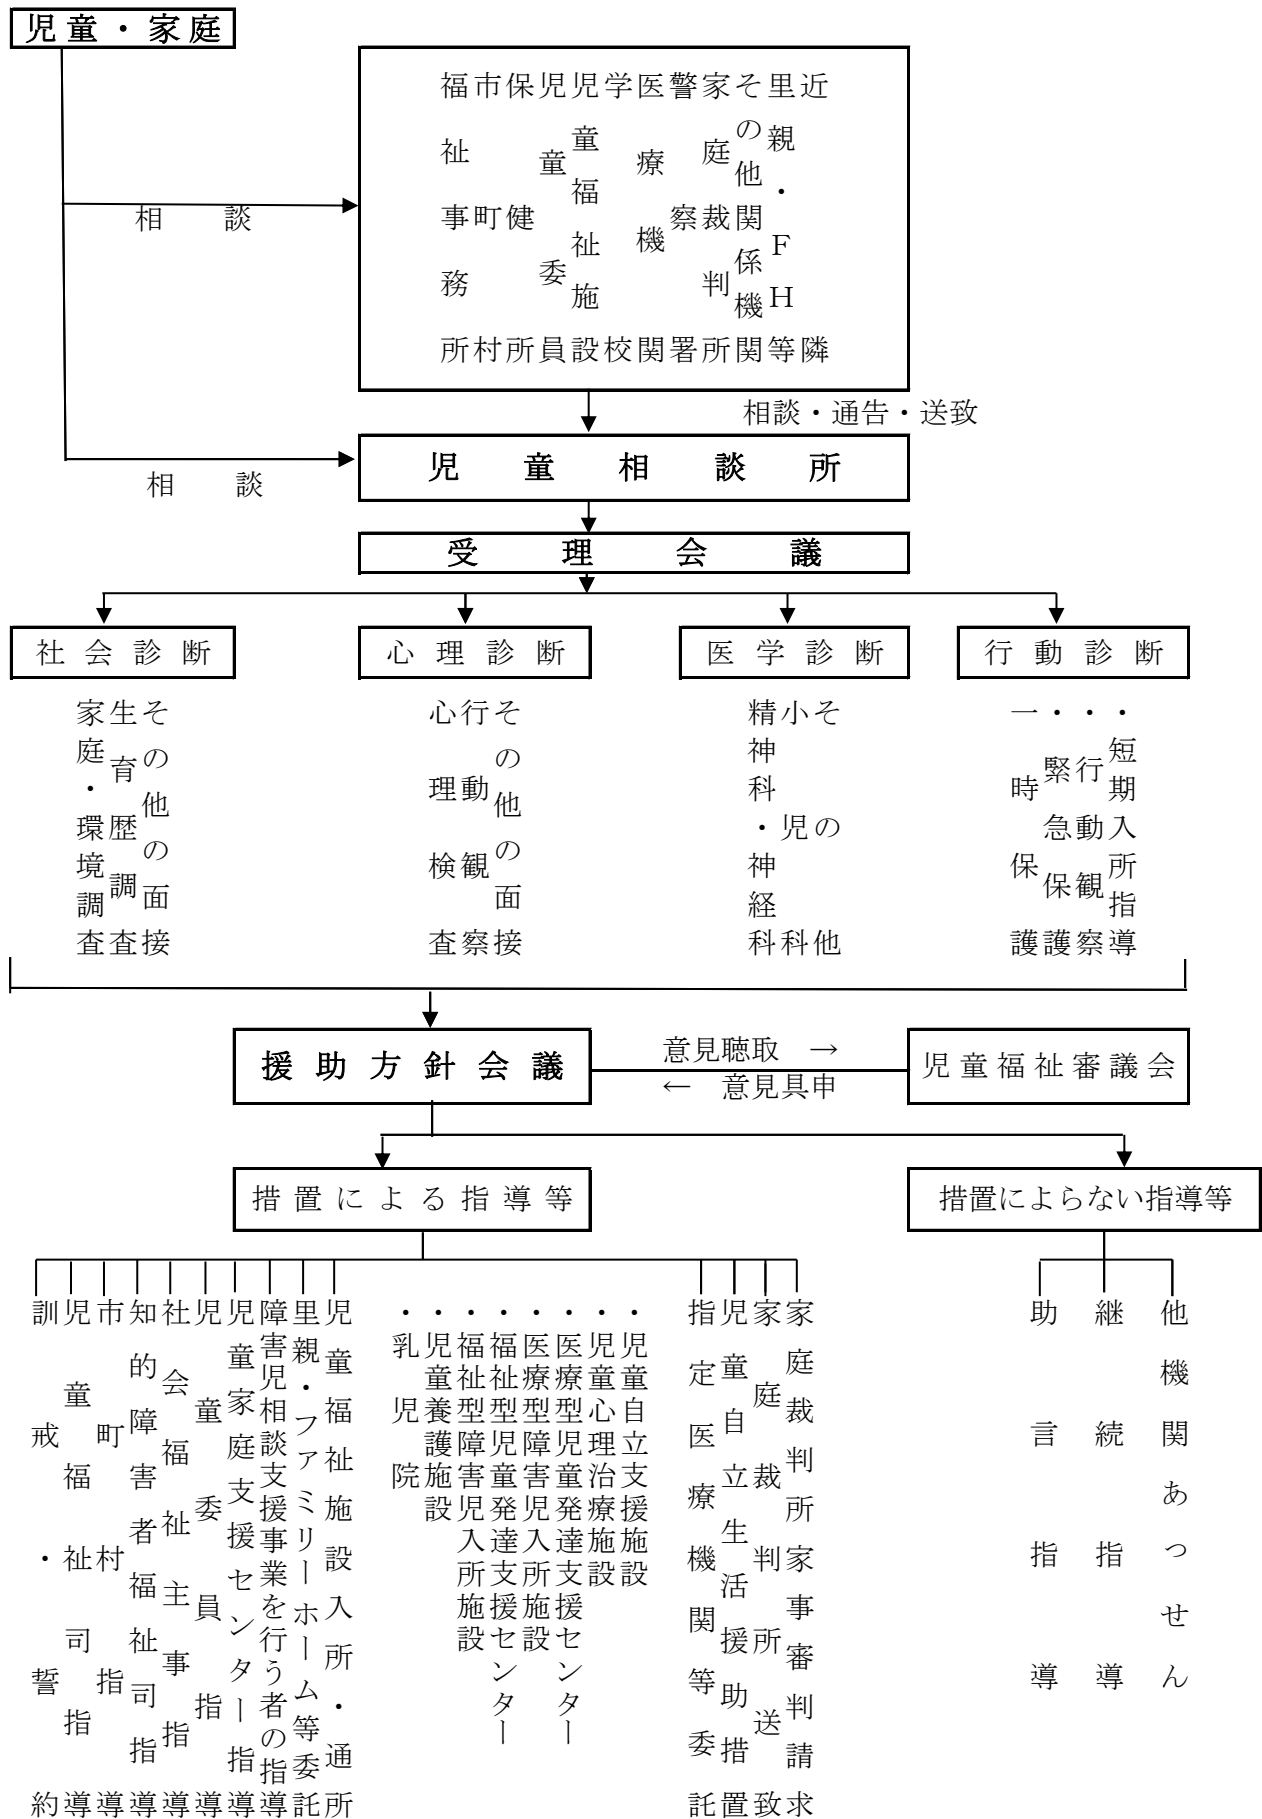 児童・家庭
福祉事務所
市町村
保健所
児童委員
児童福祉施設
学校
医療機関
警察署
家庭裁判所
その他関係機関
里親・FH等
近隣
相談
相談・通告・送致
児童相談所
相談
受理会議
社会診断
心理診断
医学診断
行動診断
家庭・環境調査
生育歴調査
その他の面接
心理検査
行動観察
その他の面接
精神科・神経科
小児科
その他
一時保護
・緊急保護
・行動観察
・短期入所指導
援助方針会議
意見聴取 →
← 意見具申
児童福祉審議会
措置による指導等
措置によらない指導等
訓戒・誓約
児童福祉司指導
市町村指導
知的障害者福祉司指導
社会福祉主事指導
児童委員指導
児童家庭支援センター指導
障害児相談支援事業を行う者の指導
里親・ファミリーホーム等委託
児童福祉施設入所・通所
・乳児院
・児童養護施設
・福祉型障害児入所施設
・福祉型児童発達支援センター
・医療型障害児入所施設
・医療型児童発達支援センター
・児童心理治療施設
・児童自立支援施設
指定医療機関等委託
児童自立生活援助措置
家庭裁判所送致
家庭裁判所家事審判請求
助言指導
継続指導
他機関あっせん